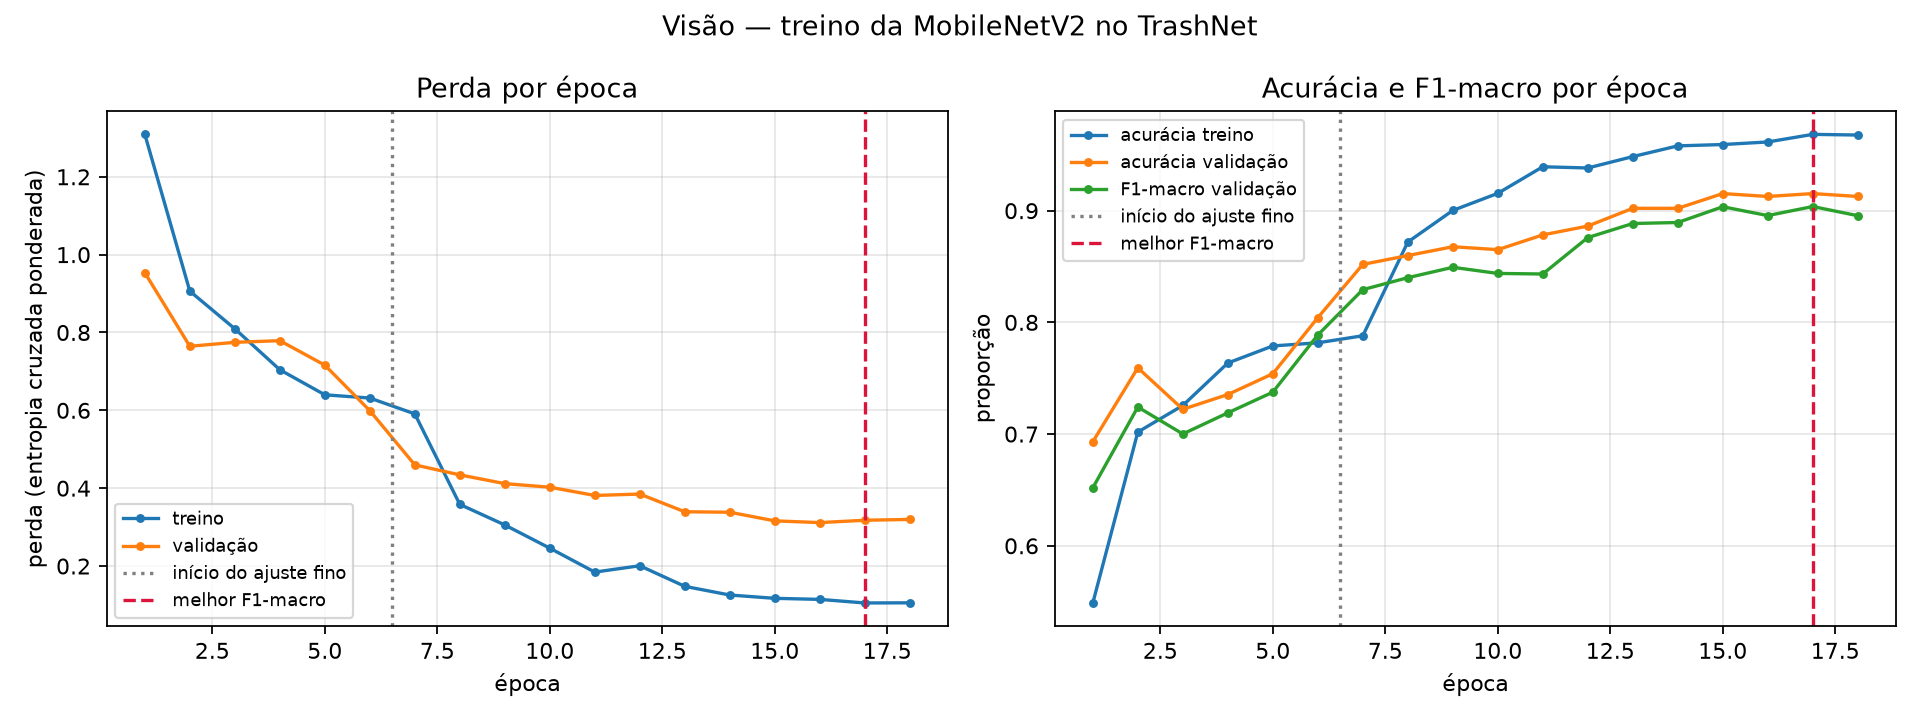 Visão — treino da MobileNetV2 no TrashNet
Perda por época
perda (entropia cruzada ponderada)
1.2
1.0
0.8
0.6
0.4
0.2
treino
validação
início do ajuste fino
melhor F1-macro
2.5 5.0 7.5 10.0 12.5 15.0 17.5
época
Acurácia e F1-macro por época
proporção
0.9
0.8
0.7
0.6
acurácia treino
acurácia validação
F1-macro validação
início do ajuste fino
melhor F1-macro
2.5 5.0 7.5 10.0 12.5 15.0 17.5
época